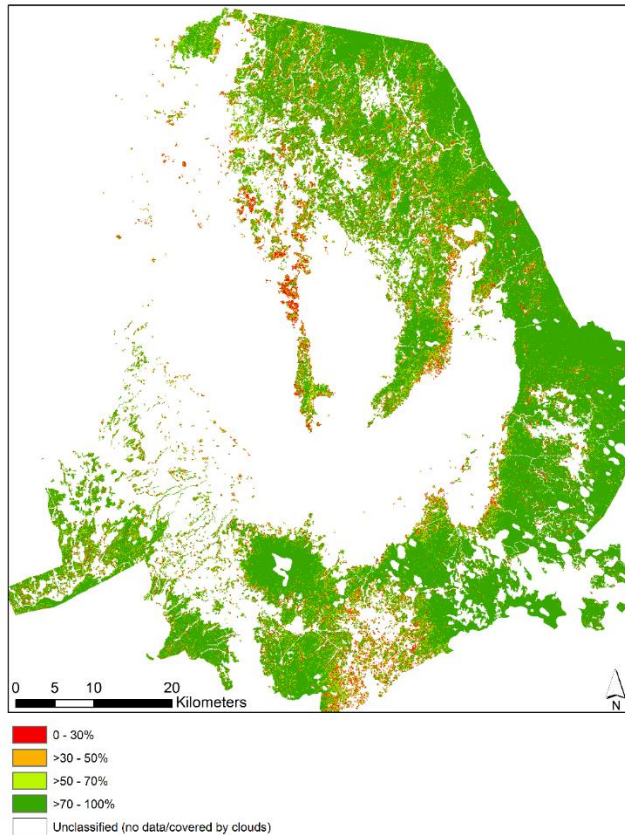 0 5 10 20
Kilometers
N
0 - 30%
>30 - 50%
>50 - 70%
>70 - 100%
Unclassified (no data/covered by clouds)